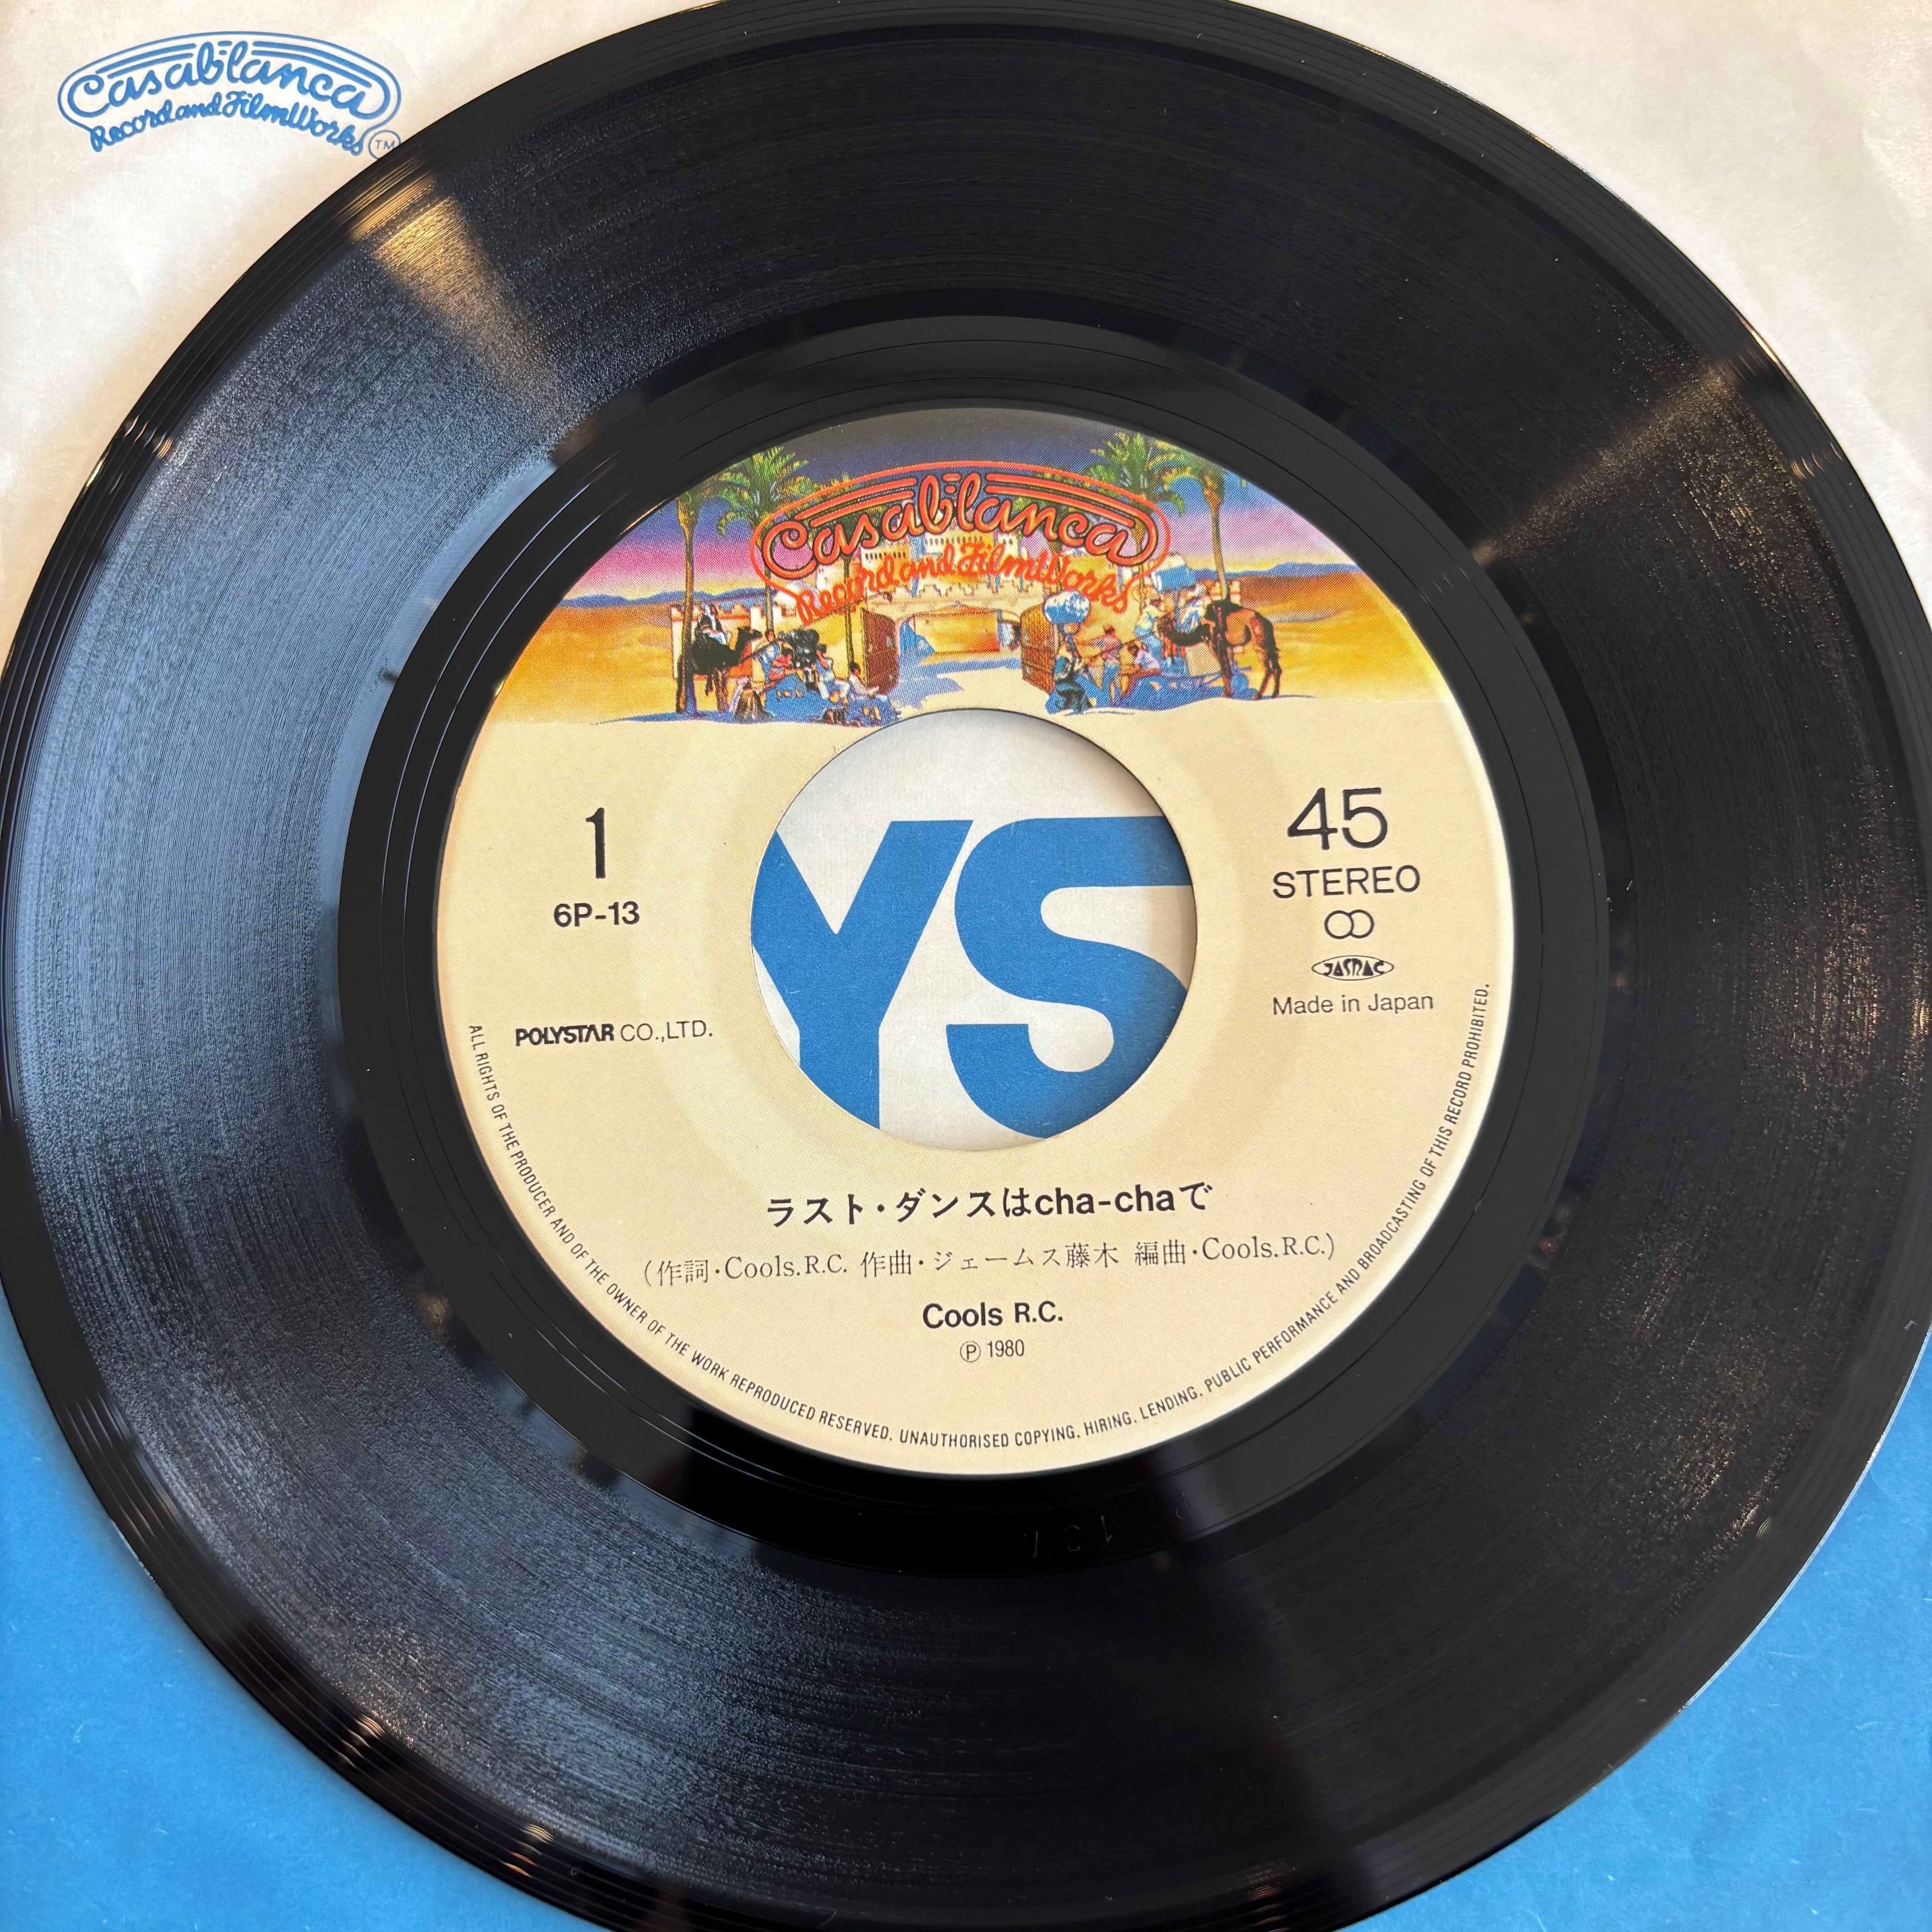 Casablanca
Record and FilmWorks
TM
Casablanca
Record and FilmWorks
1
6P-13
POLYSTAR CO.,LTD.
YS
45
STEREO
JASRAC
Made in Japan
ラスト・ダンスはcha-chaで
(作詞・Cools.R.C. 作曲・ジェームス藤木 編曲・Cools.R.C.)
Cools R.C.
Ⓟ 1980
ALL RIGHTS OF THE PRODUCER AND OF THE OWNER OF THE WORK REPRODUCED RESERVED. UNAUTHORISED COPYING, HIRING, LENDING, PUBLIC PERFORMANCE AND BROADCASTING OF THIS RECORD PROHIBITED.